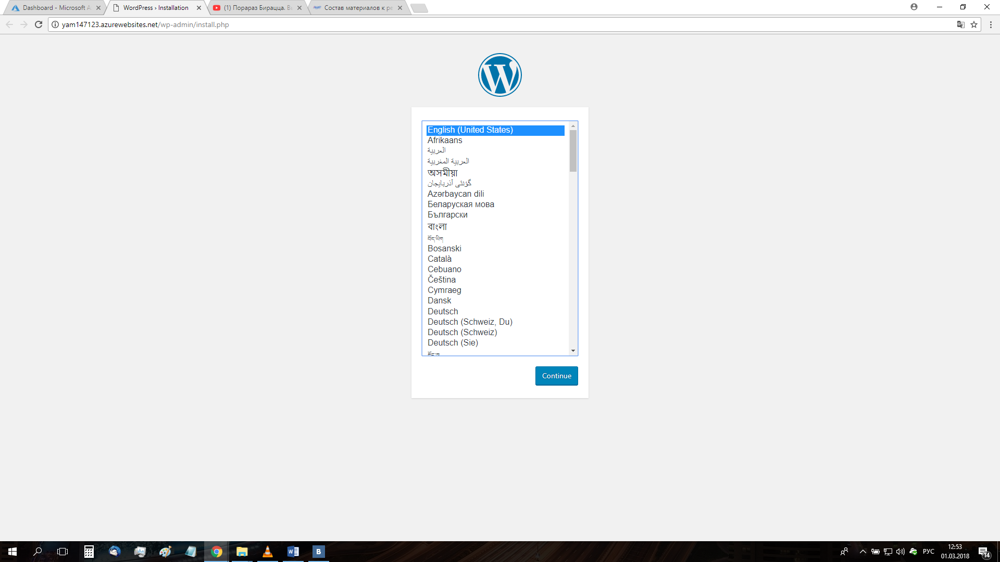 Dashboard - Microsoft A
WordPress › Installation
(1) Порараз Бирацца. Вы
Состав материалов к ре
yam147123.azurewebsites.net/wp-admin/install.php
English (United States)
Afrikaans
العربية
العربية المغربية
অসমীয়া
گؤنئی آذربایجان
Azərbaycan dili
Беларуская мова
Български
বাংলা
བོད་ཡིག
Bosanski
Català
Cebuano
Čeština
Cymraeg
Dansk
Deutsch
Deutsch (Schweiz, Du)
Deutsch (Schweiz)
Deutsch (Sie)
Continue
РУС
12:53
01.03.2018
14